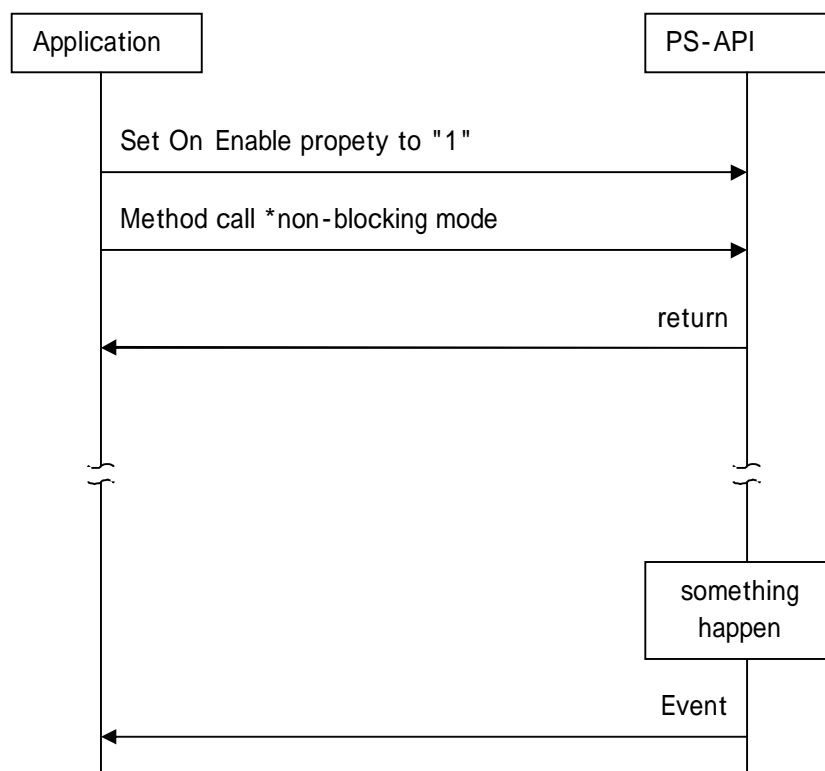 Application
PS-API
Set On Enable propety to "1"
Method call *non-blocking mode
return
something
happen
Event